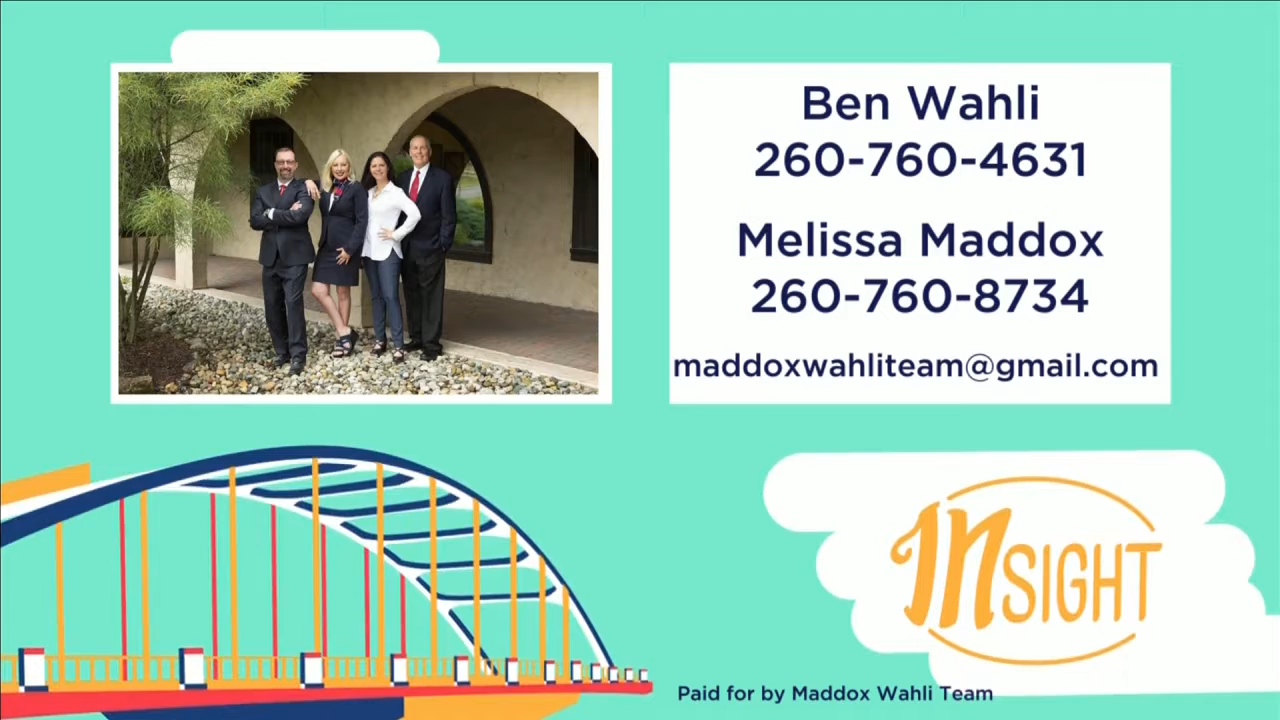 Ben Wahli
260-760-4631
Melissa Maddox
260-760-8734
maddoxwahliteam@gmail.com
INSIGHT
Paid for by Maddox Wahli Team